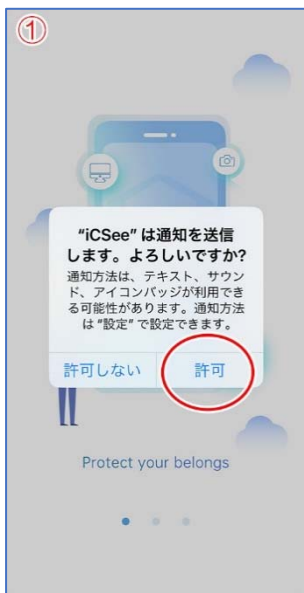 ①
“iCSee” は通知を送信
します。よろしいですか?
通知方法は、テキスト、サウン
ド、アイコンバッジが利用でき
る可能性があります。通知方法
は “設定” で設定できます。
許可しない 許可
Protect your belongs